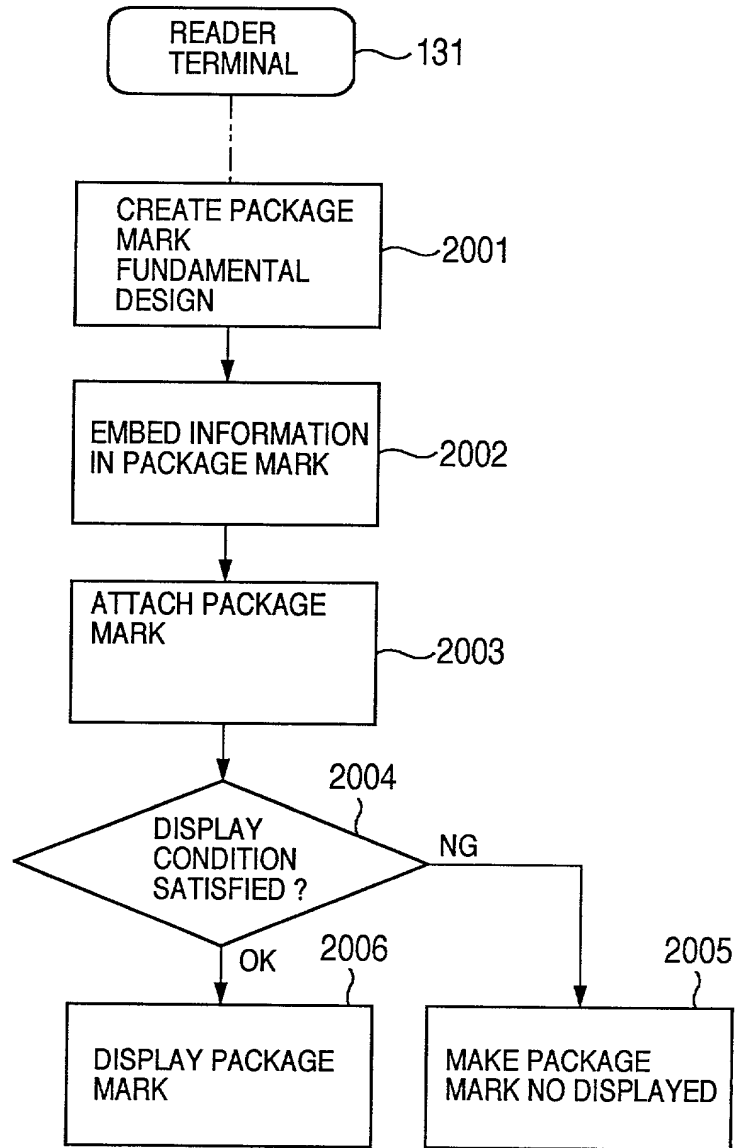 READER
TERMINAL
131
CREATE PACKAGE
MARK
FUNDAMENTAL
DESIGN
2001
EMBED INFORMATION
IN PACKAGE MARK
2002
ATTACH PACKAGE
MARK
2003
2004
DISPLAY
CONDITION
SATISFIED ?
NG
OK
2006
DISPLAY PACKAGE
MARK
2005
MAKE PACKAGE
MARK NO DISPLAYED